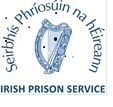 Seirbhís Phríosúin na hÉireann
IRISH PRISON SERVICE